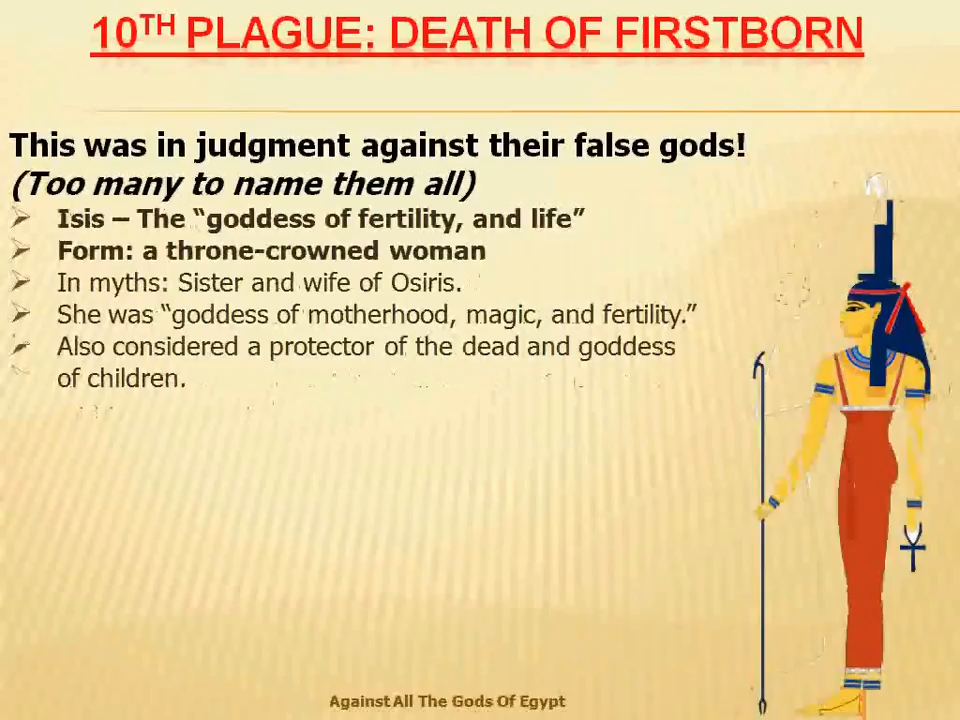 10TH PLAGUE: DEATH OF FIRSTBORN
This was in judgment against their false gods!
(Too many to name them all)
Isis – The “goddess of fertility, and life”
Form: a throne-crowned woman
In myths: Sister and wife of Osiris.
She was “goddess of motherhood, magic, and fertility.”
Also considered a protector of the dead and goddess
of children.
Against All The Gods Of Egypt